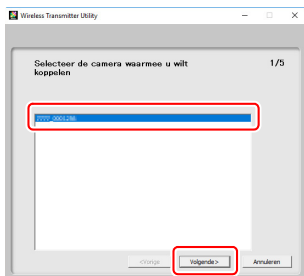 Wireless Transmitter Utility
Selecteer de camera waarmee u wilt
koppelen
1/5
<Vorige
Volgende>
Annuleren